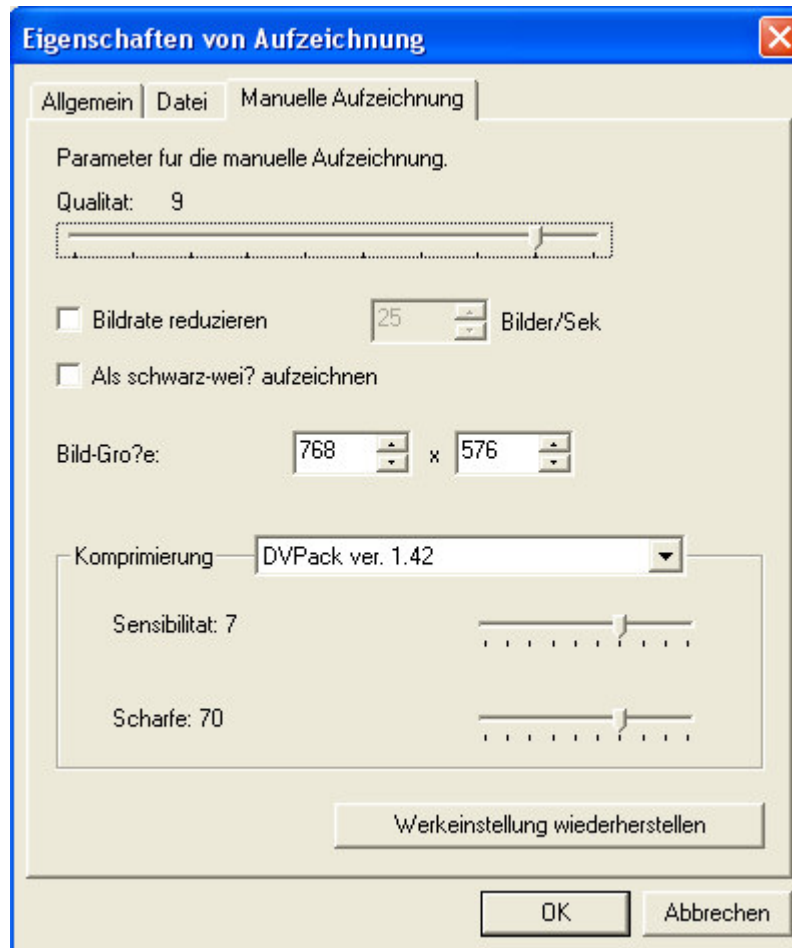 Eigenschaften von Aufzeichnung
Allgemein Datei Manuelle Aufzeichnung
Parameter fur die manuelle Aufzeichnung.
Qualitat: 9
Bildrate reduzieren 25 Bilder/Sek
Als schwarz-wei? aufzeichnen
Bild-Gro?e: 768 x 576
Komprimierung DVPack ver. 1.42
Sensibilitat: 7
Scharfe: 70
Werkeinstellung wiederherstellen
OK Abbrechen